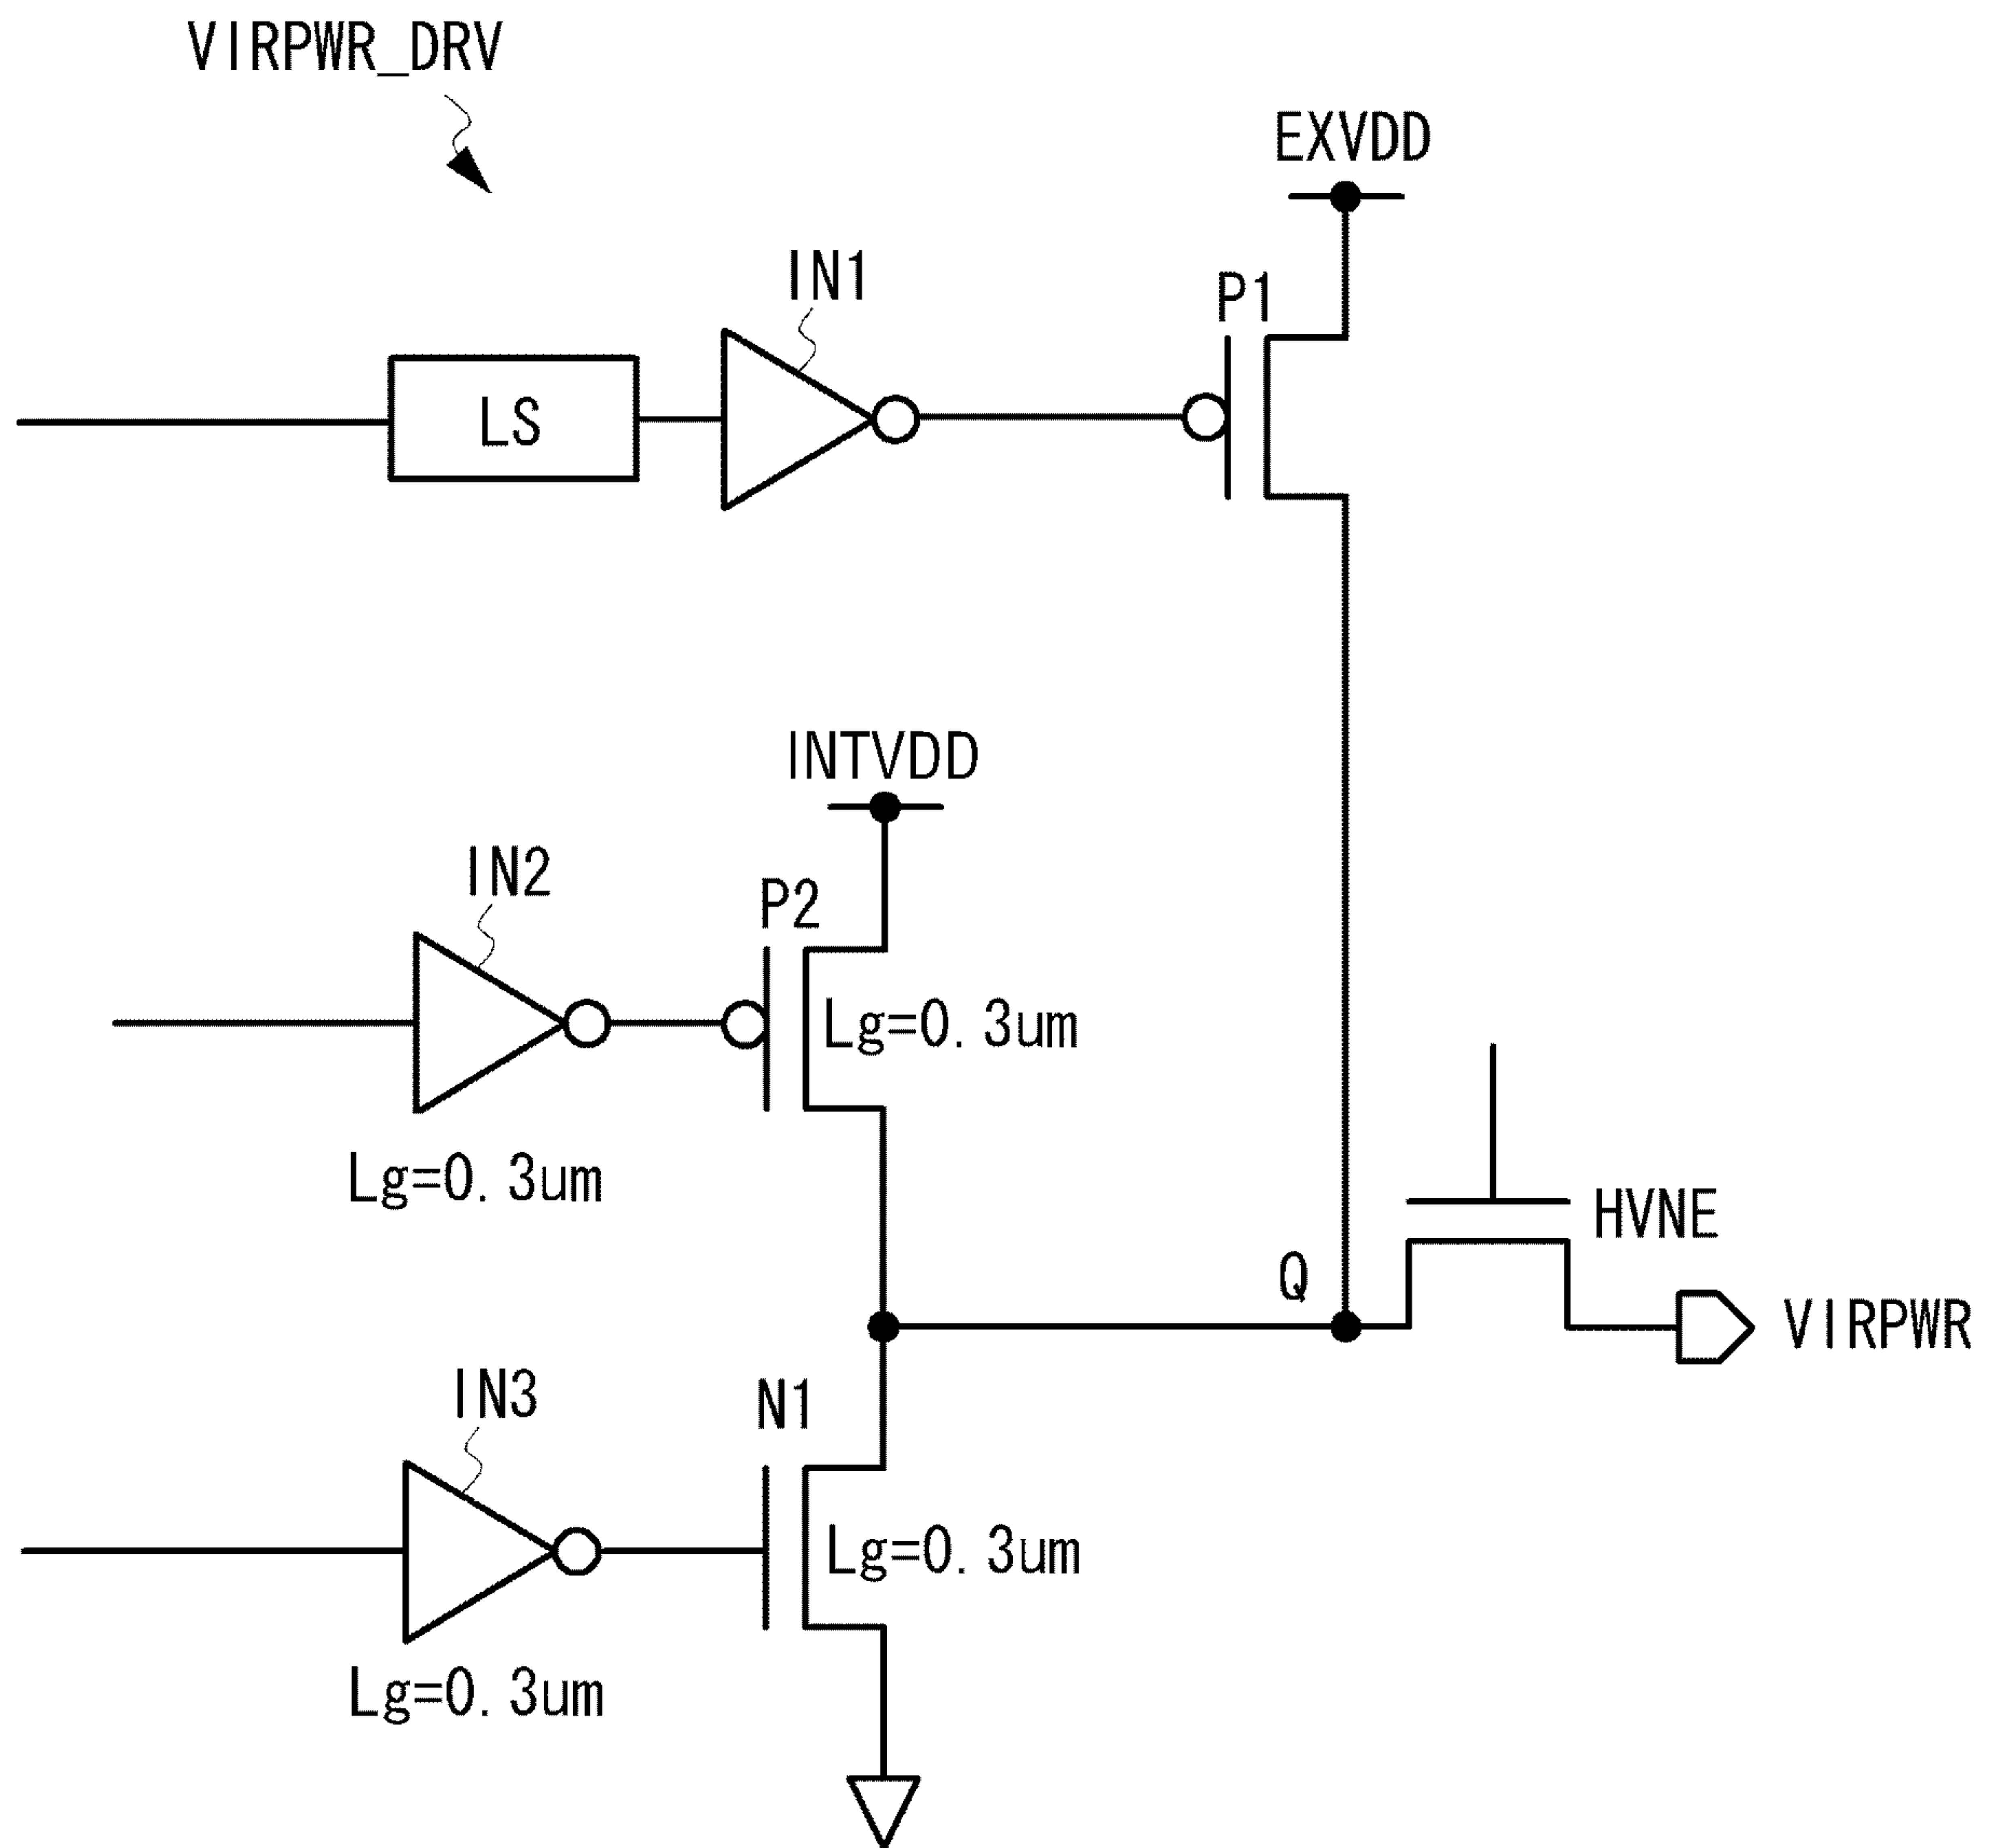 VIRPWR_DRV
EXVDD
IN1
P1
LS
INTVDD
IN2
P2
Lg=0.3um
Lg=0.3um
HVNE
Q
VIRPWR
IN3
N1
Lg=0.3um
Lg=0.3um